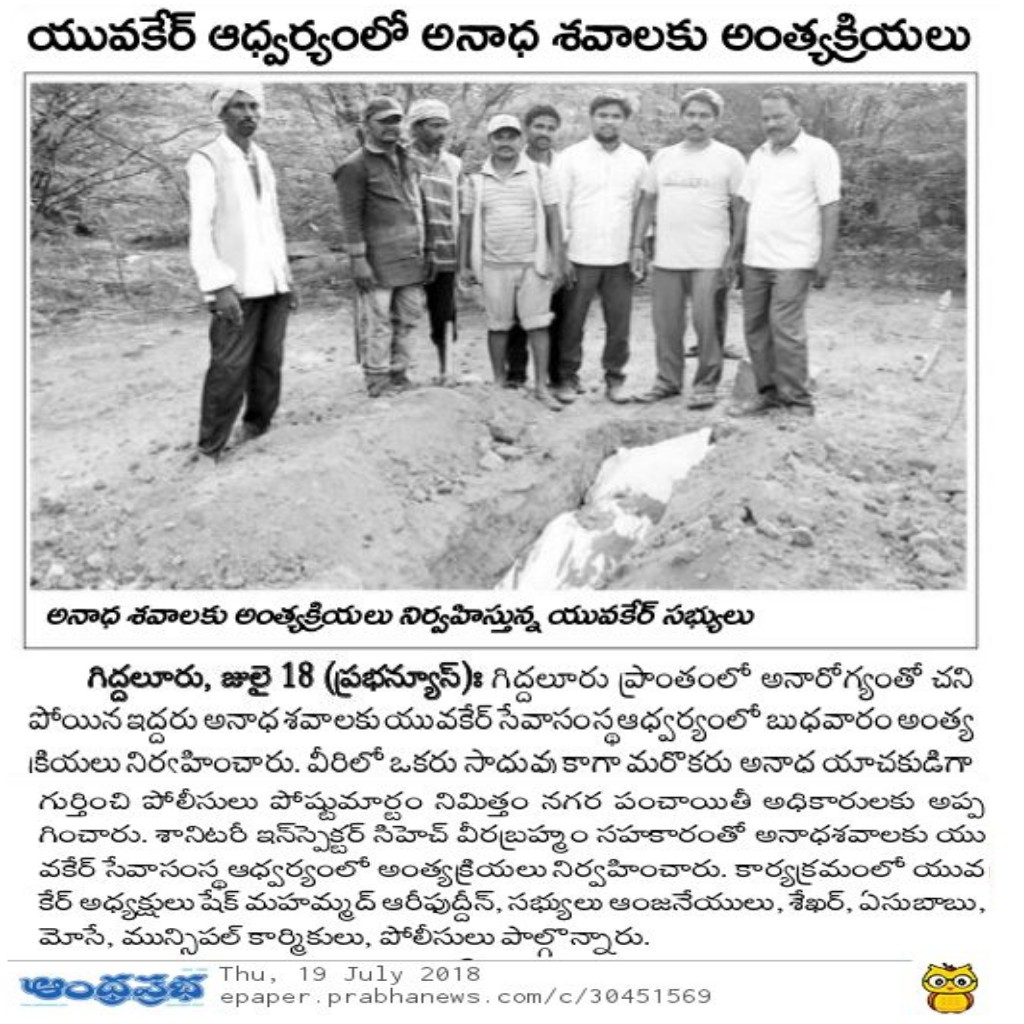 యువకేర్ ఆధ్వర్యంలో అనాధ శవాలకు అంత్యక్రియలు
అనాధ శవాలకు అంత్యక్రియలు నిర్వహిస్తున్న యువకేర్ సభ్యులు
గిద్దలూరు, జులై 18 (ప్రభన్యూస్): గిద్దలూరు ప్రాంతంలో అనారోగ్యంతో చని
పోయిన ఇద్దరు అనాధశవాలకు యువకేర్ సేవాసంస్థ ఆధ్వర్యంలో బుధవారం అంత్య
క్రియలు నిర్వహించారు. వీరిలో ఒకరు సాధువు కాగా మరొకరు అనాధ యాచకుడిగా
గుర్తించి పోలీసులు పోష్టుమార్టం నిమిత్తం నగర పంచాయితీ అధికారులకు అప్ప
గించారు. శానిటరీ ఇన్‌స్పెక్టర్ సిహెచ్ వీరబ్రహ్మం సహకారంతో అనాధశవాలకు యు
వకేర్ సేవాసంస్థ ఆధ్వర్యంలో అంత్యక్రియలు నిర్వహించారు. కార్యక్రమంలో యువ
కేర్ అధ్యక్షులు షేక్ మహమ్మద్ ఆరీఫుద్దీన్, సభ్యులు ఆంజనేయులు, శేఖర్, ఏసుబాబు,
మోసే, మున్సిపల్ కార్మికులు, పోలీసులు పాల్గొన్నారు.
ఆంధ్రప్రభ
Thu, 19 July 2018
epaper.prabhanews.com/c/30451569